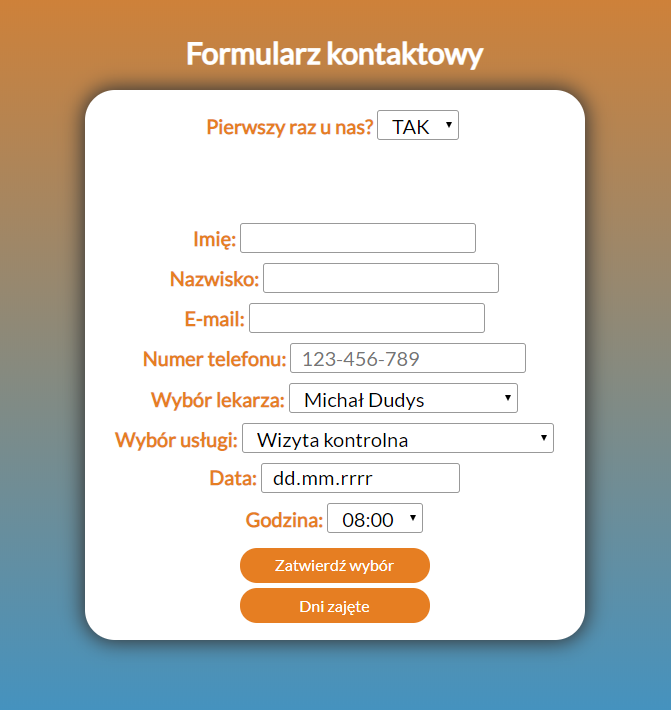 Formularz kontaktowy
Pierwszy raz u nas? TAK
Imię:
Nazwisko:
E-mail:
Numer telefonu: 123-456-789
Wybór lekarza: Michał Dudys
Wybór usługi: Wizyta kontrolna
Data: dd.mm.rrrr
Godzina: 08:00
Zatwierdź wybór
Dni zajęte